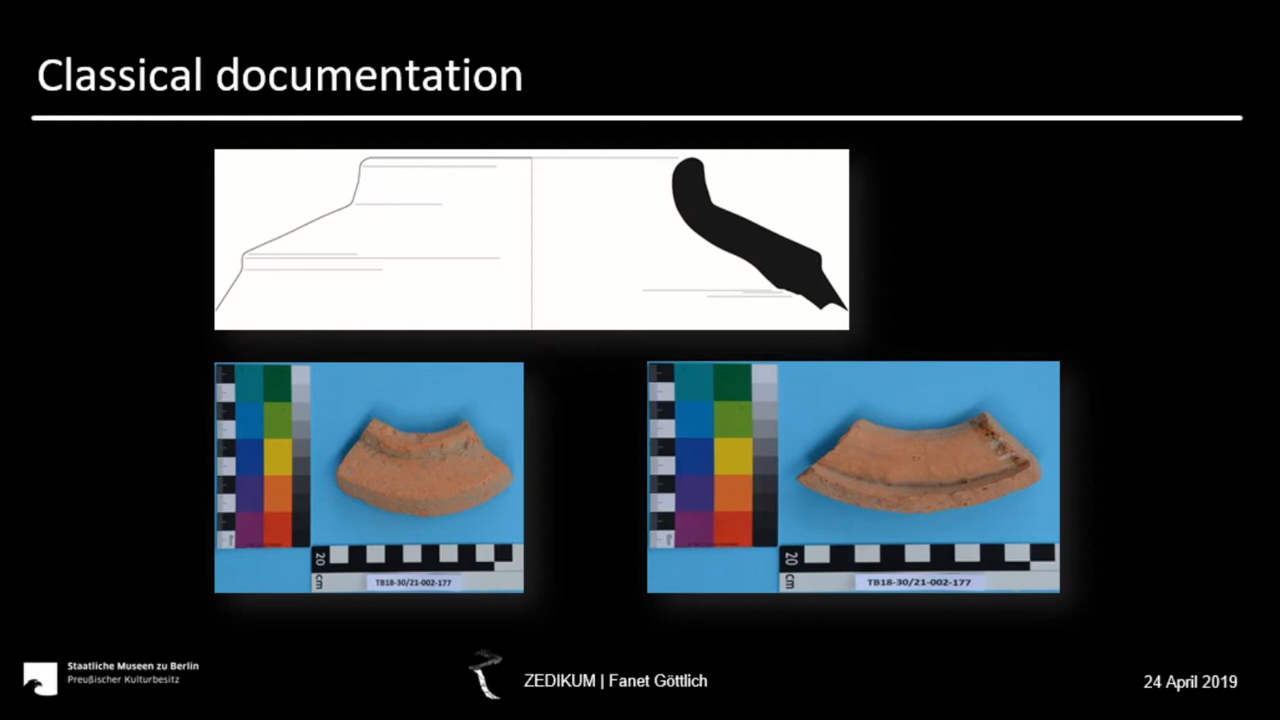 Classical documentation
20
cm
TB18-30/21-002-177
20
cm
TB18-30/21-002-177
Staatliche Museen zu Berlin
Preußischer Kulturbesitz
ZEDIKUM | Fanet Göttlich
24 April 2019